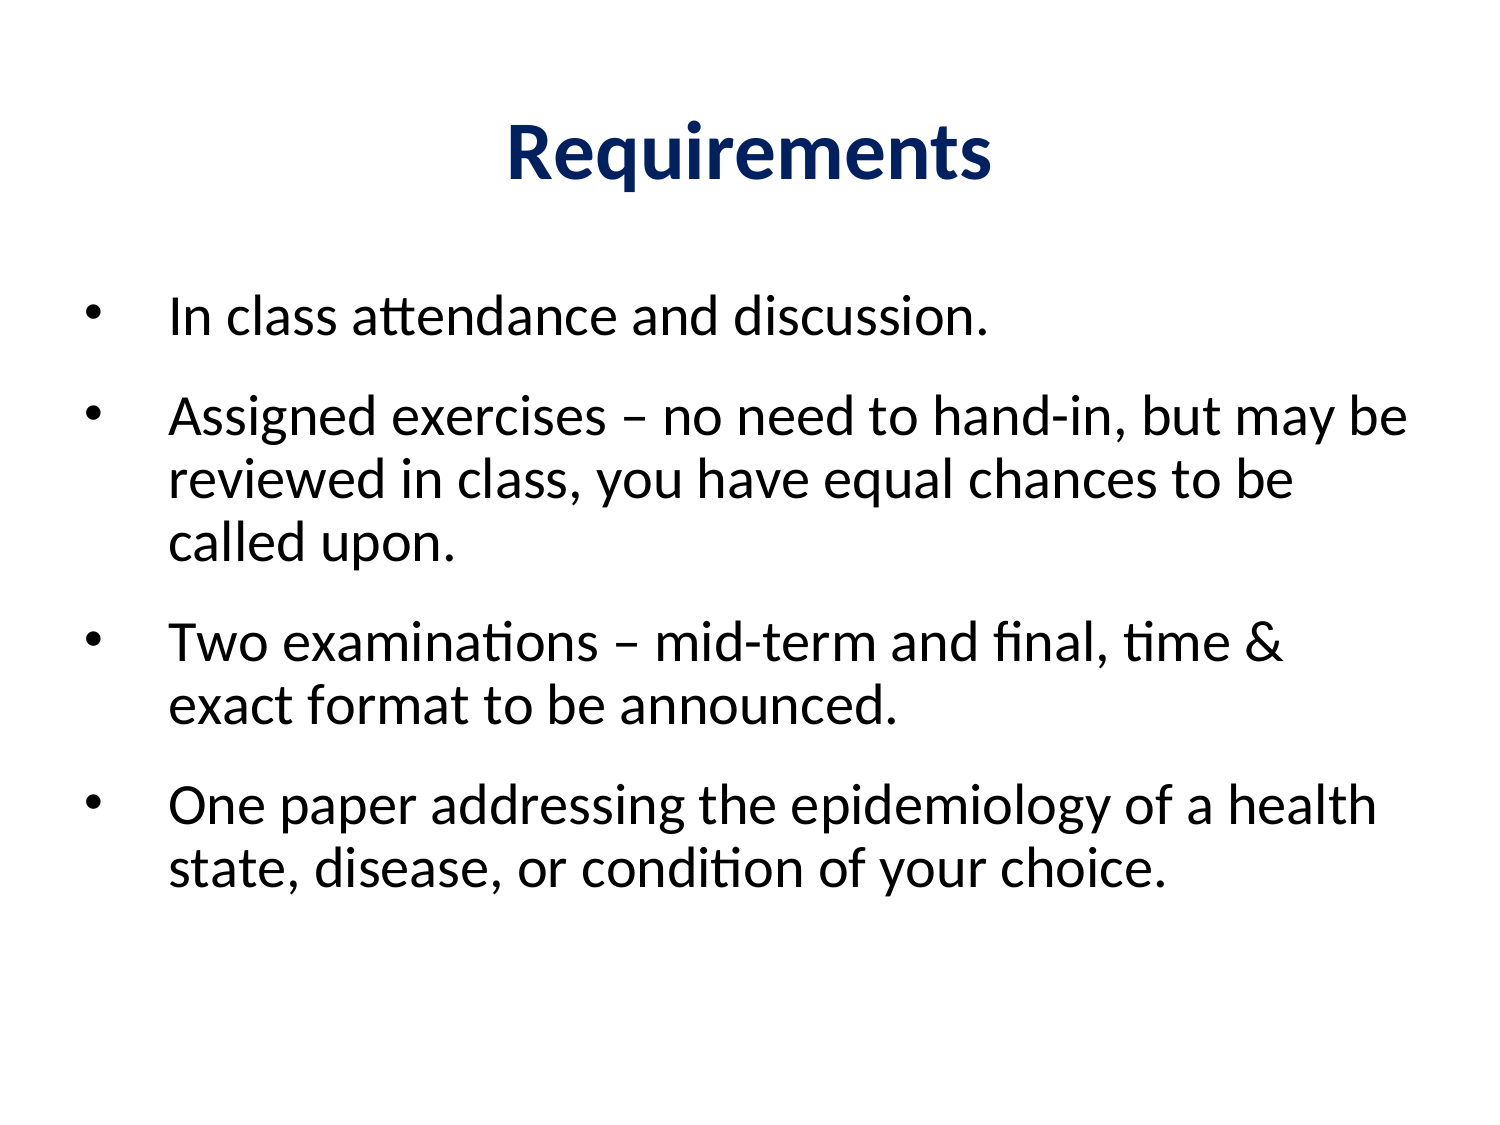 Requirements
• In class attendance and discussion.
• Assigned exercises – no need to hand-in, but may be
reviewed in class, you have equal chances to be
called upon.
• Two examinations – mid-term and final, time &
exact format to be announced.
• One paper addressing the epidemiology of a health
state, disease, or condition of your choice.